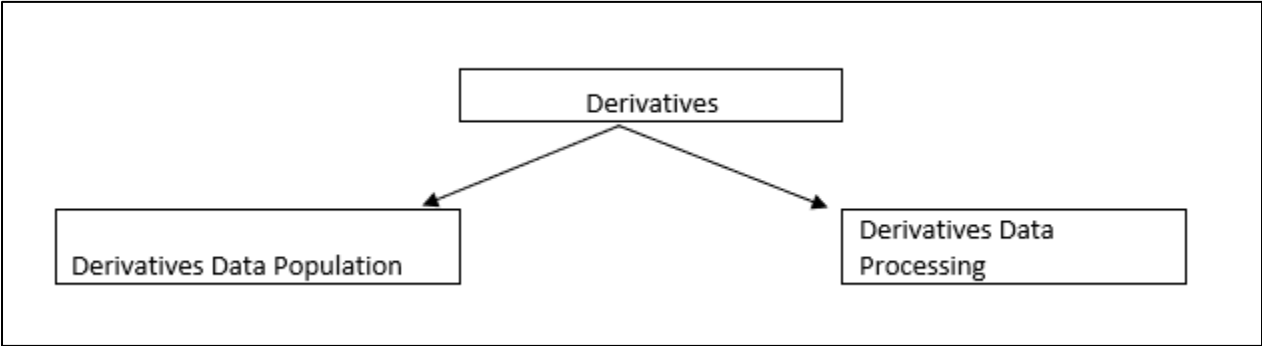 Derivatives
Derivatives Data Population
Derivatives Data
Processing